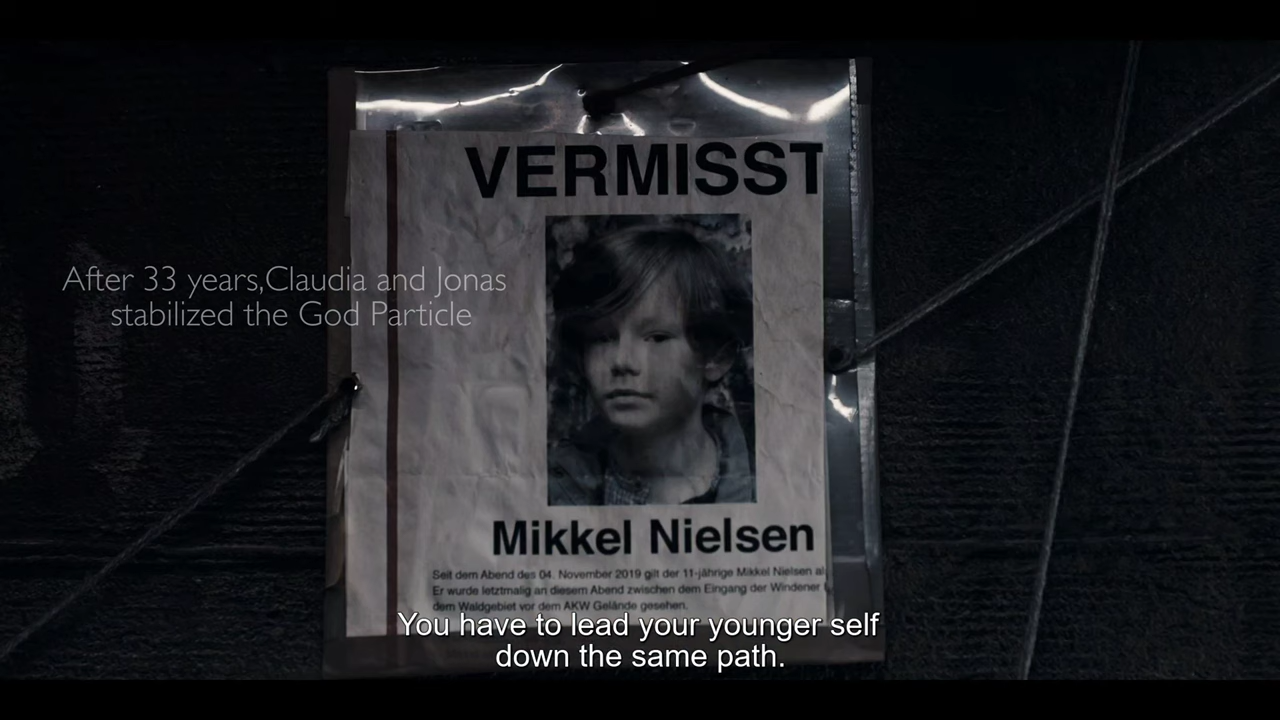 VERMISST
After 33 years,Claudia and Jonas
stabilized the God Particle
Mikkel Nielsen
Seit dem Abend des 04. November 2019 gilt der 11-jährige Mikkel Nielsen
Er wurde letztmalig an diesem Abend zwischen dem Eingang der Windener
dem Waldgebiet vor dem AKW Gelände gesehen.
You have to lead your younger self
down the same path.